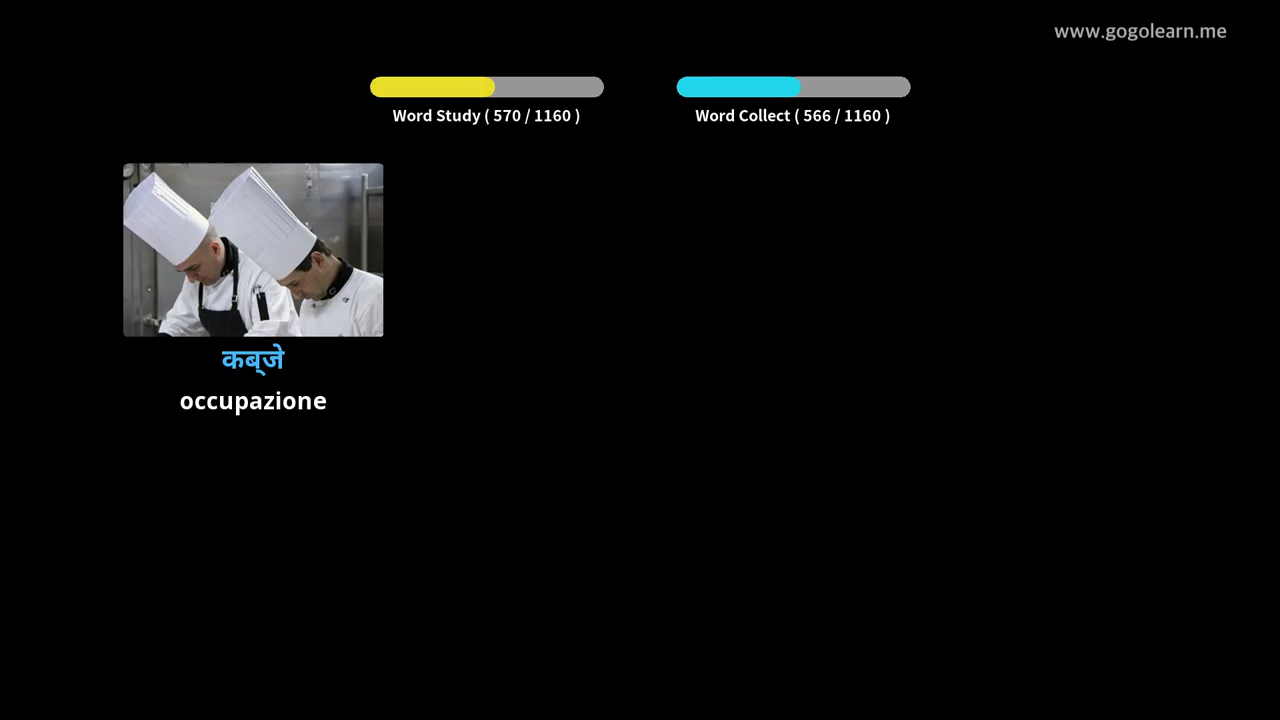 www.gogolearn.me
Word Study ( 570 / 1160 )
Word Collect ( 566 / 1160 )
कब्जे
occupazione